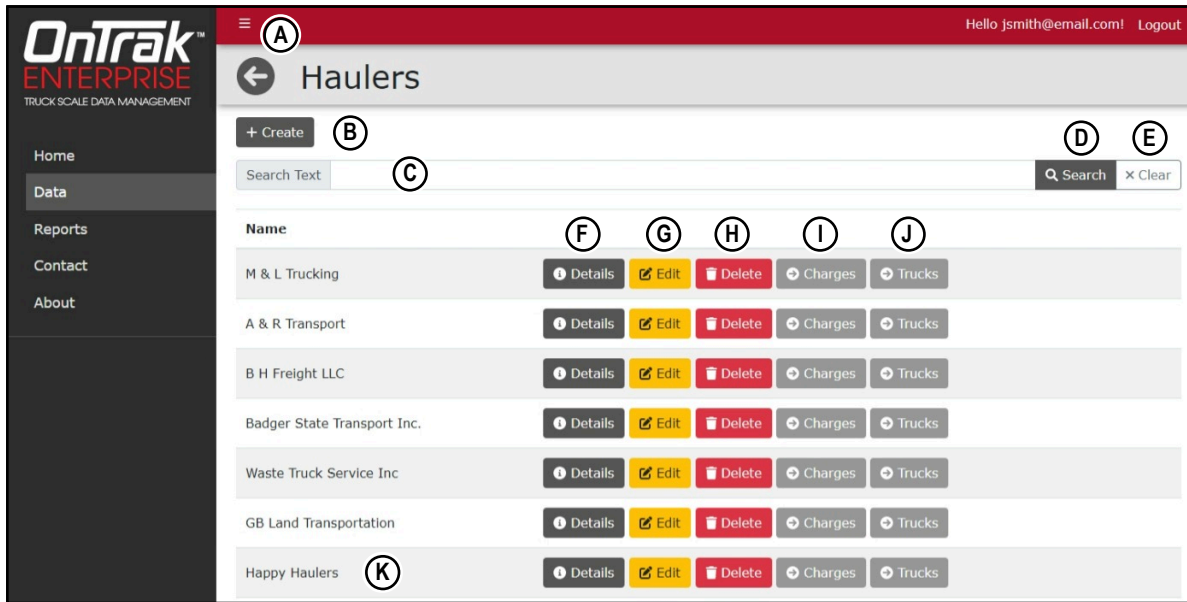 OnTrak™
ENTERPRISE
TRUCK SCALE DATA MANAGEMENT
Home
Data
Reports
Contact
About
A
Hello jsmith@email.com! Logout
Haulers
+ Create B
D E
Search Text C Search × Clear
Name F G H I J
M & L Trucking Details Edit Delete Charges Trucks
A & R Transport Details Edit Delete Charges Trucks
B H Freight LLC Details Edit Delete Charges Trucks
Badger State Transport Inc. Details Edit Delete Charges Trucks
Waste Truck Service Inc Details Edit Delete Charges Trucks
GB Land Transportation Details Edit Delete Charges Trucks
Happy Haulers K Details Edit Delete Charges Trucks